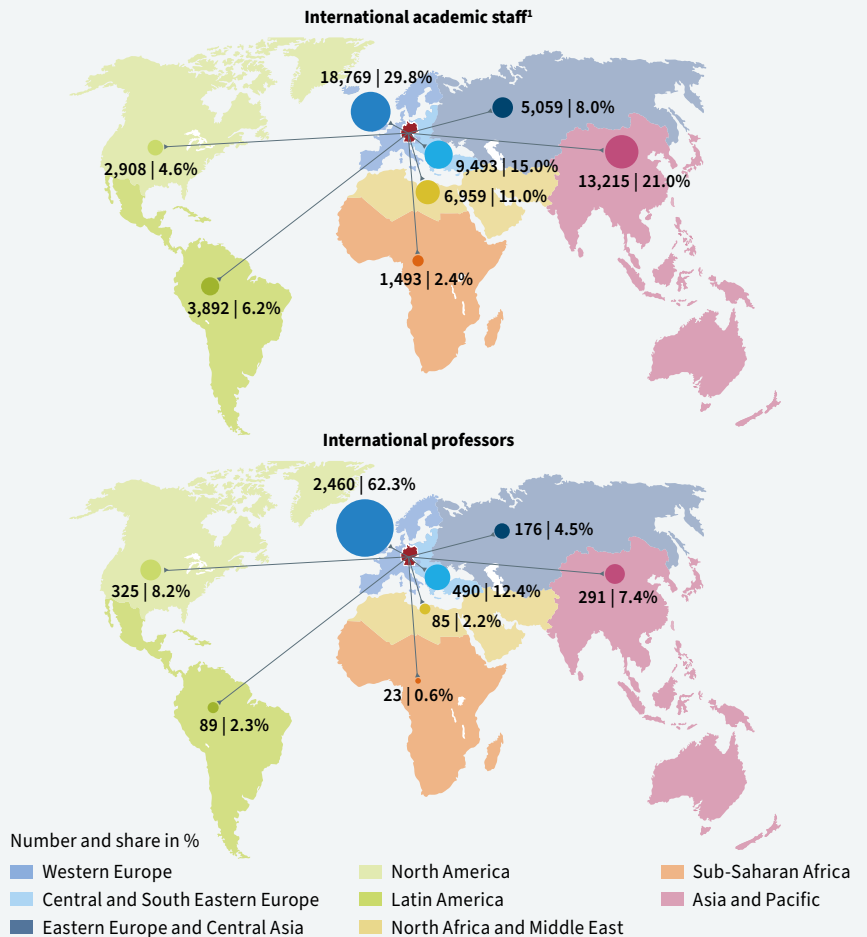 International academic staff¹
18,769 | 29.8%
5,059 | 8.0%
2,908 | 4.6%
9,493 | 15.0%
13,215 | 21.0%
6,959 | 11.0%
1,493 | 2.4%
3,892 | 6.2%
International professors
2,460 | 62.3%
176 | 4.5%
325 | 8.2%
490 | 12.4%
291 | 7.4%
85 | 2.2%
23 | 0.6%
89 | 2.3%
Number and share in %
Western Europe
Central and South Eastern Europe
Eastern Europe and Central Asia
North America
Latin America
North Africa and Middle East
Sub-Saharan Africa
Asia and Pacific